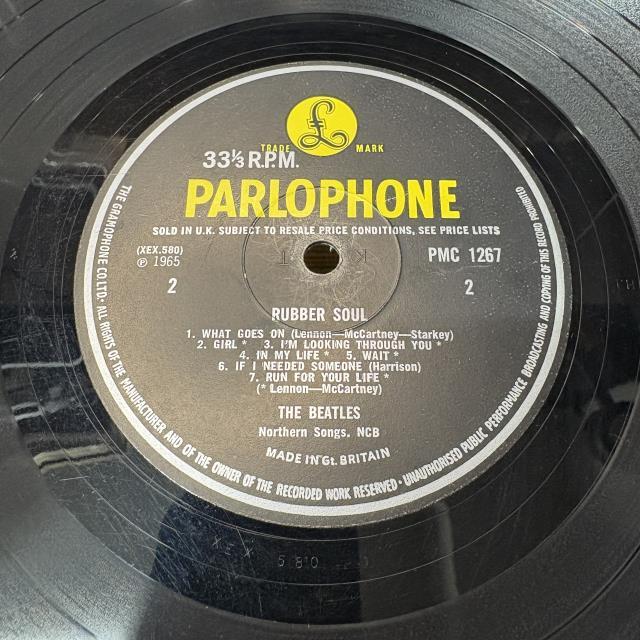 £
TRADE MARK
33⅓ R.P.M.
PARLOPHONE
SOLD IN U.K. SUBJECT TO RESALE PRICE CONDITIONS, SEE PRICE LISTS
(XEX.580)
PMC 1267
℗ 1965
2
2
RUBBER SOUL
1. WHAT GOES ON (Lennon—McCartney—Starkey)
2. GIRL * 3. I'M LOOKING THROUGH YOU *
4. IN MY LIFE * 5. WAIT *
6. IF I NEEDED SOMEONE (Harrison)
7. RUN FOR YOUR LIFE *
(* Lennon—McCartney)
THE BEATLES
Northern Songs. NCB
MADE IN Gt. BRITAIN
THE GRAMOPHONE CO. LTD · ALL RIGHTS OF THE MANUFACTURER AND OF THE OWNER OF THE RECORDED WORK RESERVED · UNAUTHORISED PUBLIC PERFORMANCE BROADCASTING AND COPYING OF THIS RECORD PROHIBITED
XEX 580